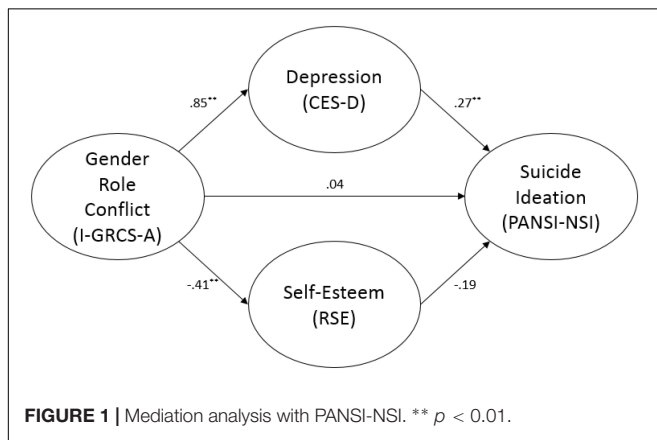 Depression
(CES-D)
.85**
.27**
Gender
Role
Conflict
(I-GRCS-A)
.04
Suicide
Ideation
(PANSI-NSI)
-.41**
-.19
Self-Esteem
(RSE)
FIGURE 1 | Mediation analysis with PANSI-NSI. ** p < 0.01.